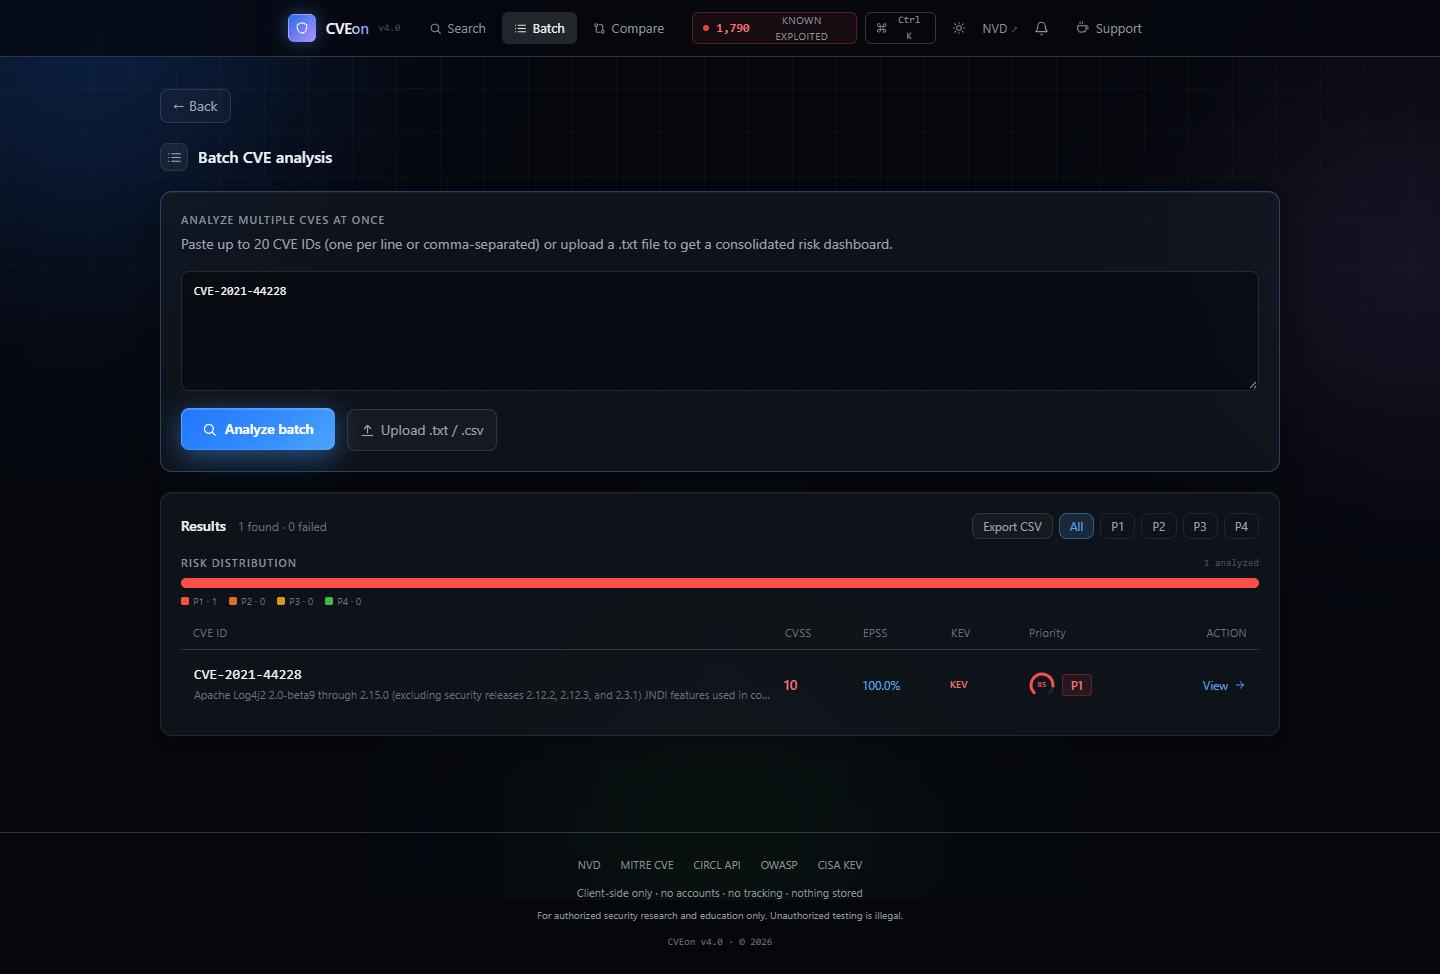 CVEon v4.0 Search Batch Compare 1,790 KNOWN EXPLOITED ⌘ Ctrl K NVD ↗ Support
← Back
Batch CVE analysis
ANALYZE MULTIPLE CVES AT ONCE
Paste up to 20 CVE IDs (one per line or comma-separated) or upload a .txt file to get a consolidated risk dashboard.
CVE-2021-44228
Analyze batch Upload .txt / .csv
Results 1 found · 0 failed Export CSV All P1 P2 P3 P4
RISK DISTRIBUTION 1 analyzed
P1 · 1 P2 · 0 P3 · 0 P4 · 0
CVE ID CVSS EPSS KEV Priority ACTION
CVE-2021-44228
Apache Log4j2 2.0-beta9 through 2.15.0 (excluding security releases 2.12.2, 2.12.3, and 2.3.1) JNDI features used in co... 10 100.0% KEV 85 P1 View →
NVD MITRE CVE CIRCL API OWASP CISA KEV
Client-side only · no accounts · no tracking · nothing stored
For authorized security research and education only. Unauthorized testing is illegal.
CVEon v4.0 · © 2026